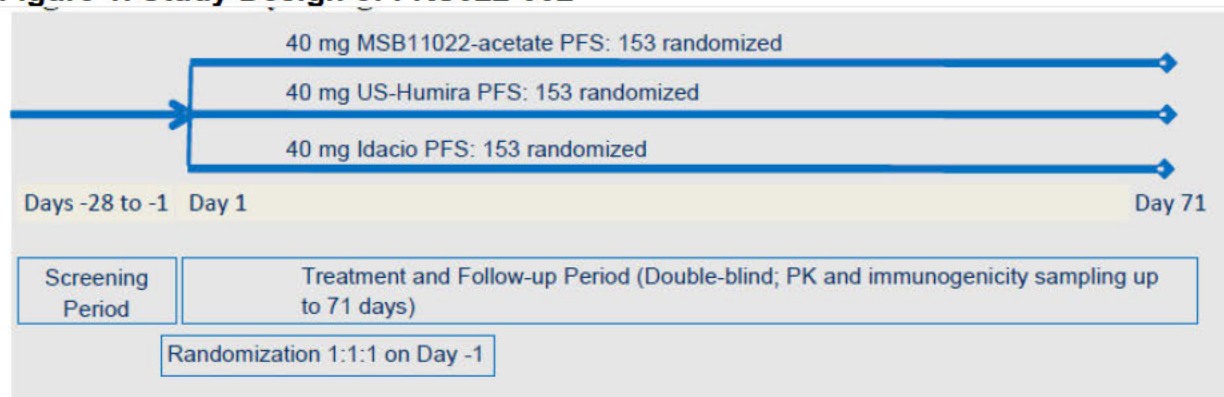 40 mg MSB11022-acetate PFS: 153 randomized
40 mg US-Humira PFS: 153 randomized
40 mg Idacio PFS: 153 randomized
Days -28 to -1
Day 1
Day 71
Screening
Period
Treatment and Follow-up Period (Double-blind; PK and immunogenicity sampling up
to 71 days)
Randomization 1:1:1 on Day -1